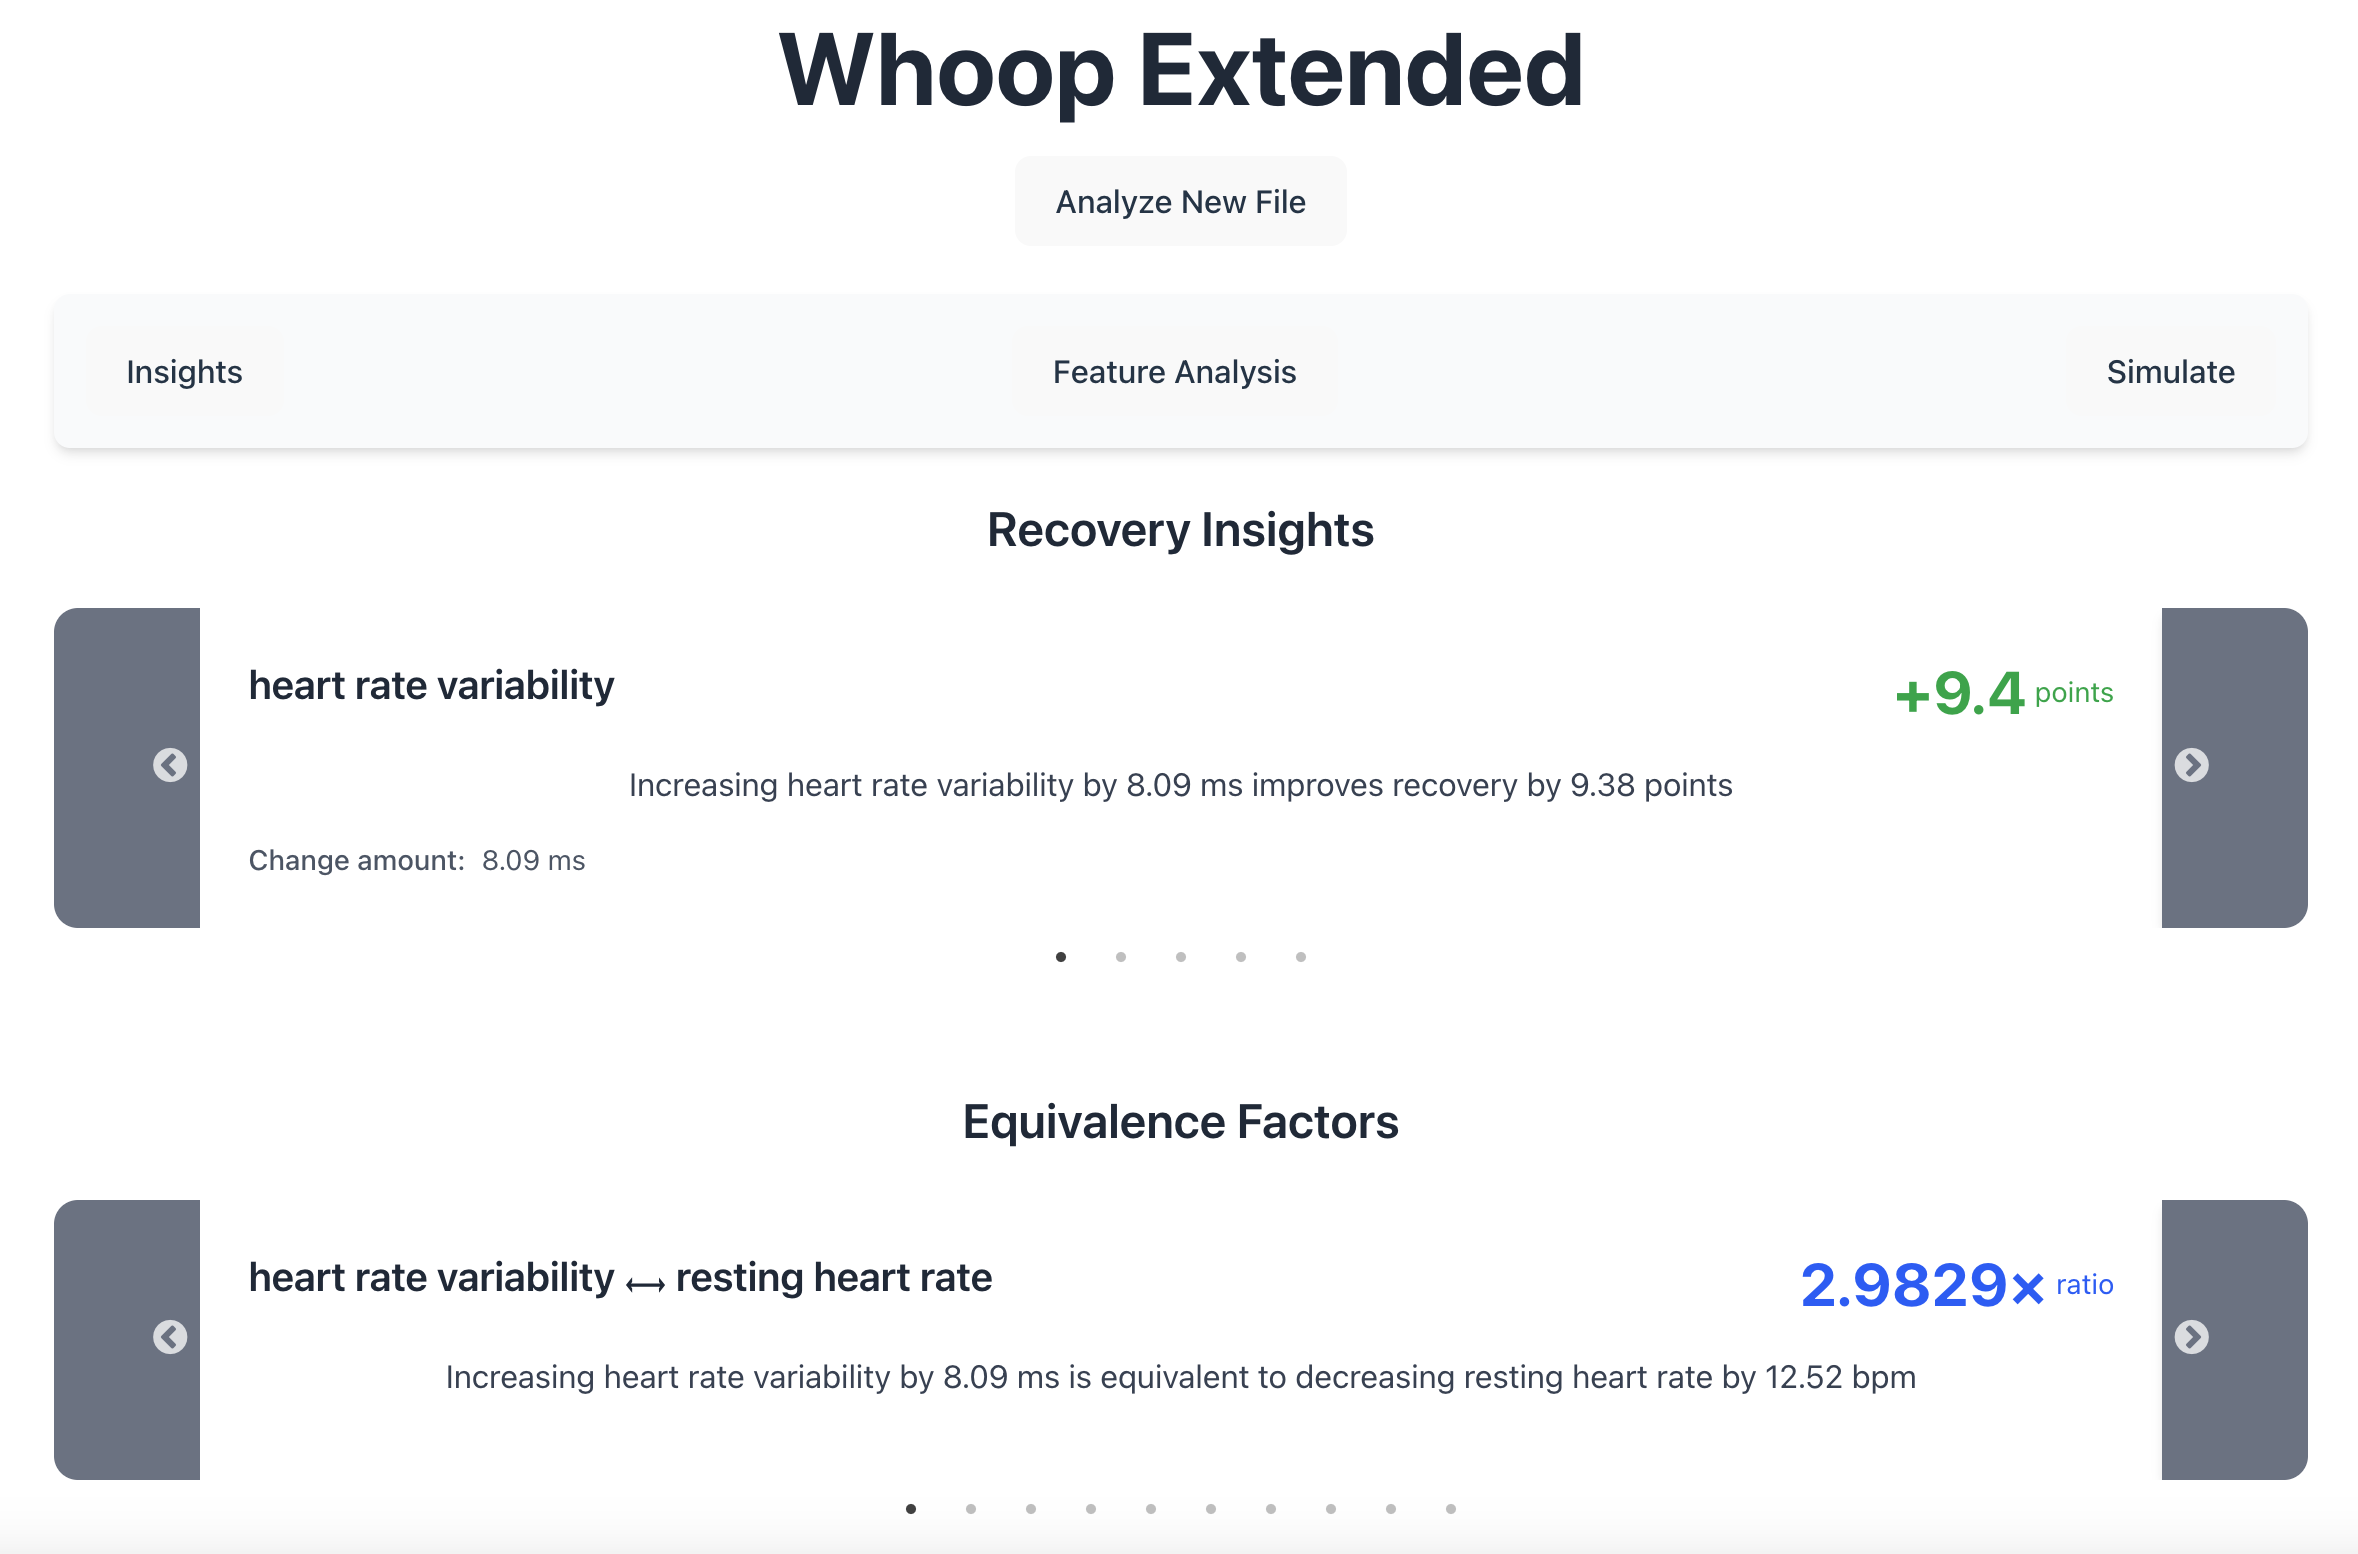 Whoop Extended
Analyze New File
Insights
Feature Analysis
Simulate
Recovery Insights
heart rate variability
+9.4 points
Increasing heart rate variability by 8.09 ms improves recovery by 9.38 points
Change amount: 8.09 ms
Equivalence Factors
heart rate variability ⟷ resting heart rate
2.9829× ratio
Increasing heart rate variability by 8.09 ms is equivalent to decreasing resting heart rate by 12.52 bpm